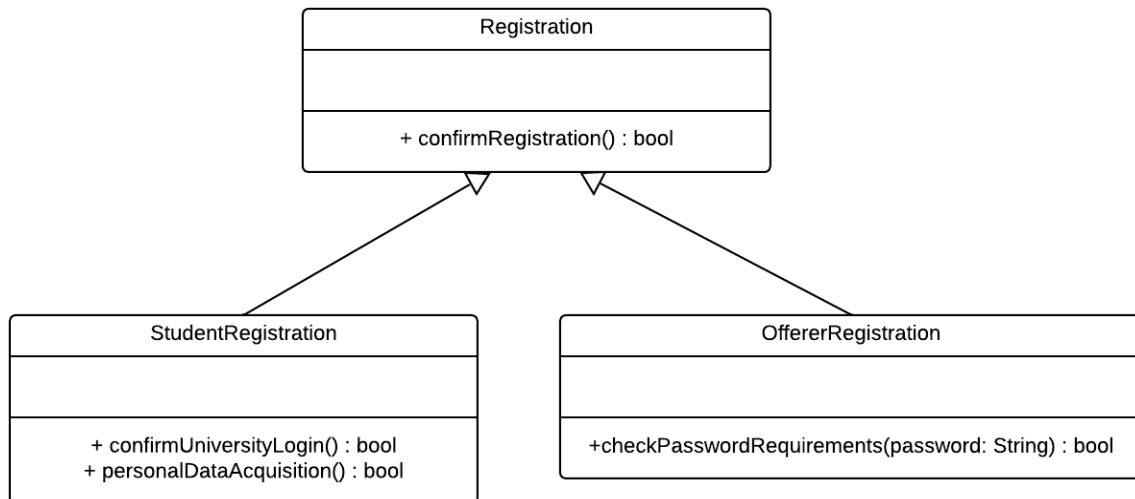 Registration
+ confirmRegistration() : bool
StudentRegistration
+ confirmUniversityLogin() : bool
+ personalDataAcquisition() : bool
OffererRegistration
+checkPasswordRequirements(password: String) : bool